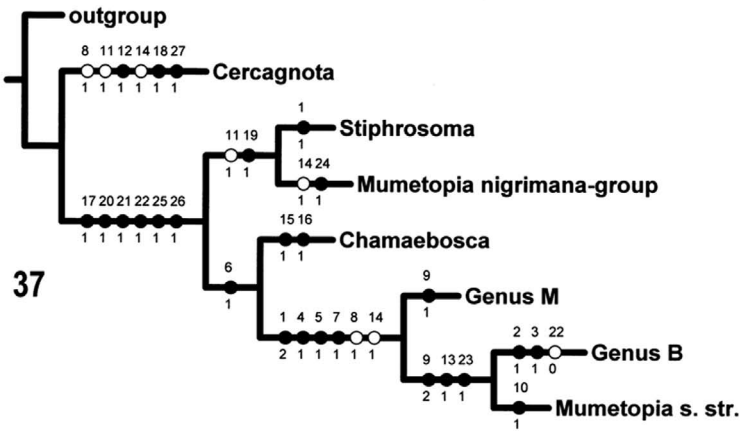 outgroup
8 11 12 14 18 27
Cercagnota
1 1 1 1 1 1
1
Stiphrosoma
1
11 19
1 1
14 24
Mumetopia nigrimana-group
1 1
17 20 21 22 25 26
1 1 1 1 1 1
15 16
Chamaebosca
1 1
6
1
37
9
Genus M
1
1 4 5 7 8 14
2 1 1 1 1 1
2 3 22
Genus B
1 1 0
9 13 23
2 1 1
10
Mumetopia s. str.
1